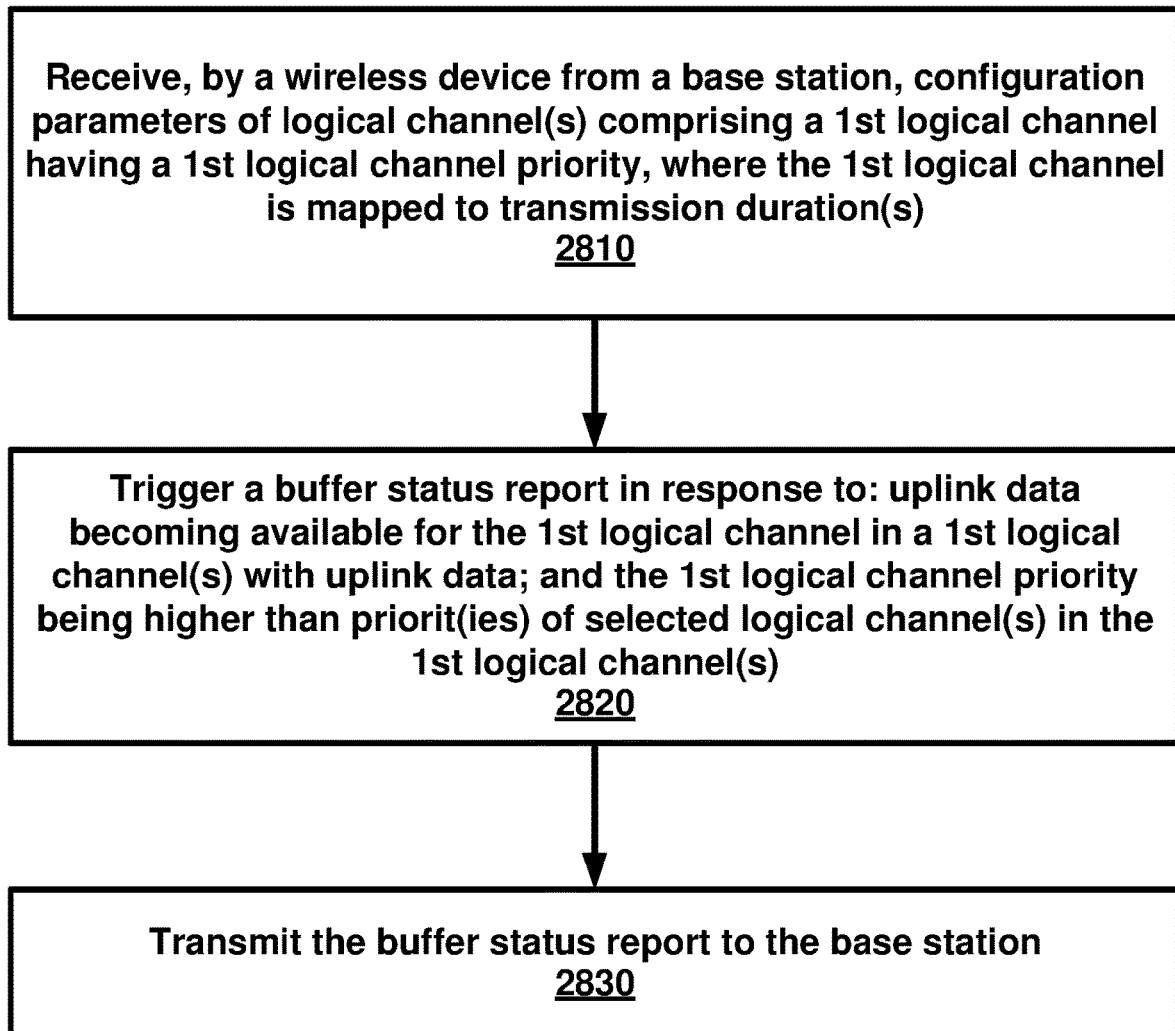 Receive, by a wireless device from a base station, configuration
parameters of logical channel(s) comprising a 1st logical channel
having a 1st logical channel priority, where the 1st logical channel
is mapped to transmission duration(s)
2810
Trigger a buffer status report in response to: uplink data
becoming available for the 1st logical channel in a 1st logical
channel(s) with uplink data; and the 1st logical channel priority
being higher than priorit(ies) of selected logical channel(s) in the
1st logical channel(s)
2820
Transmit the buffer status report to the base station
2830